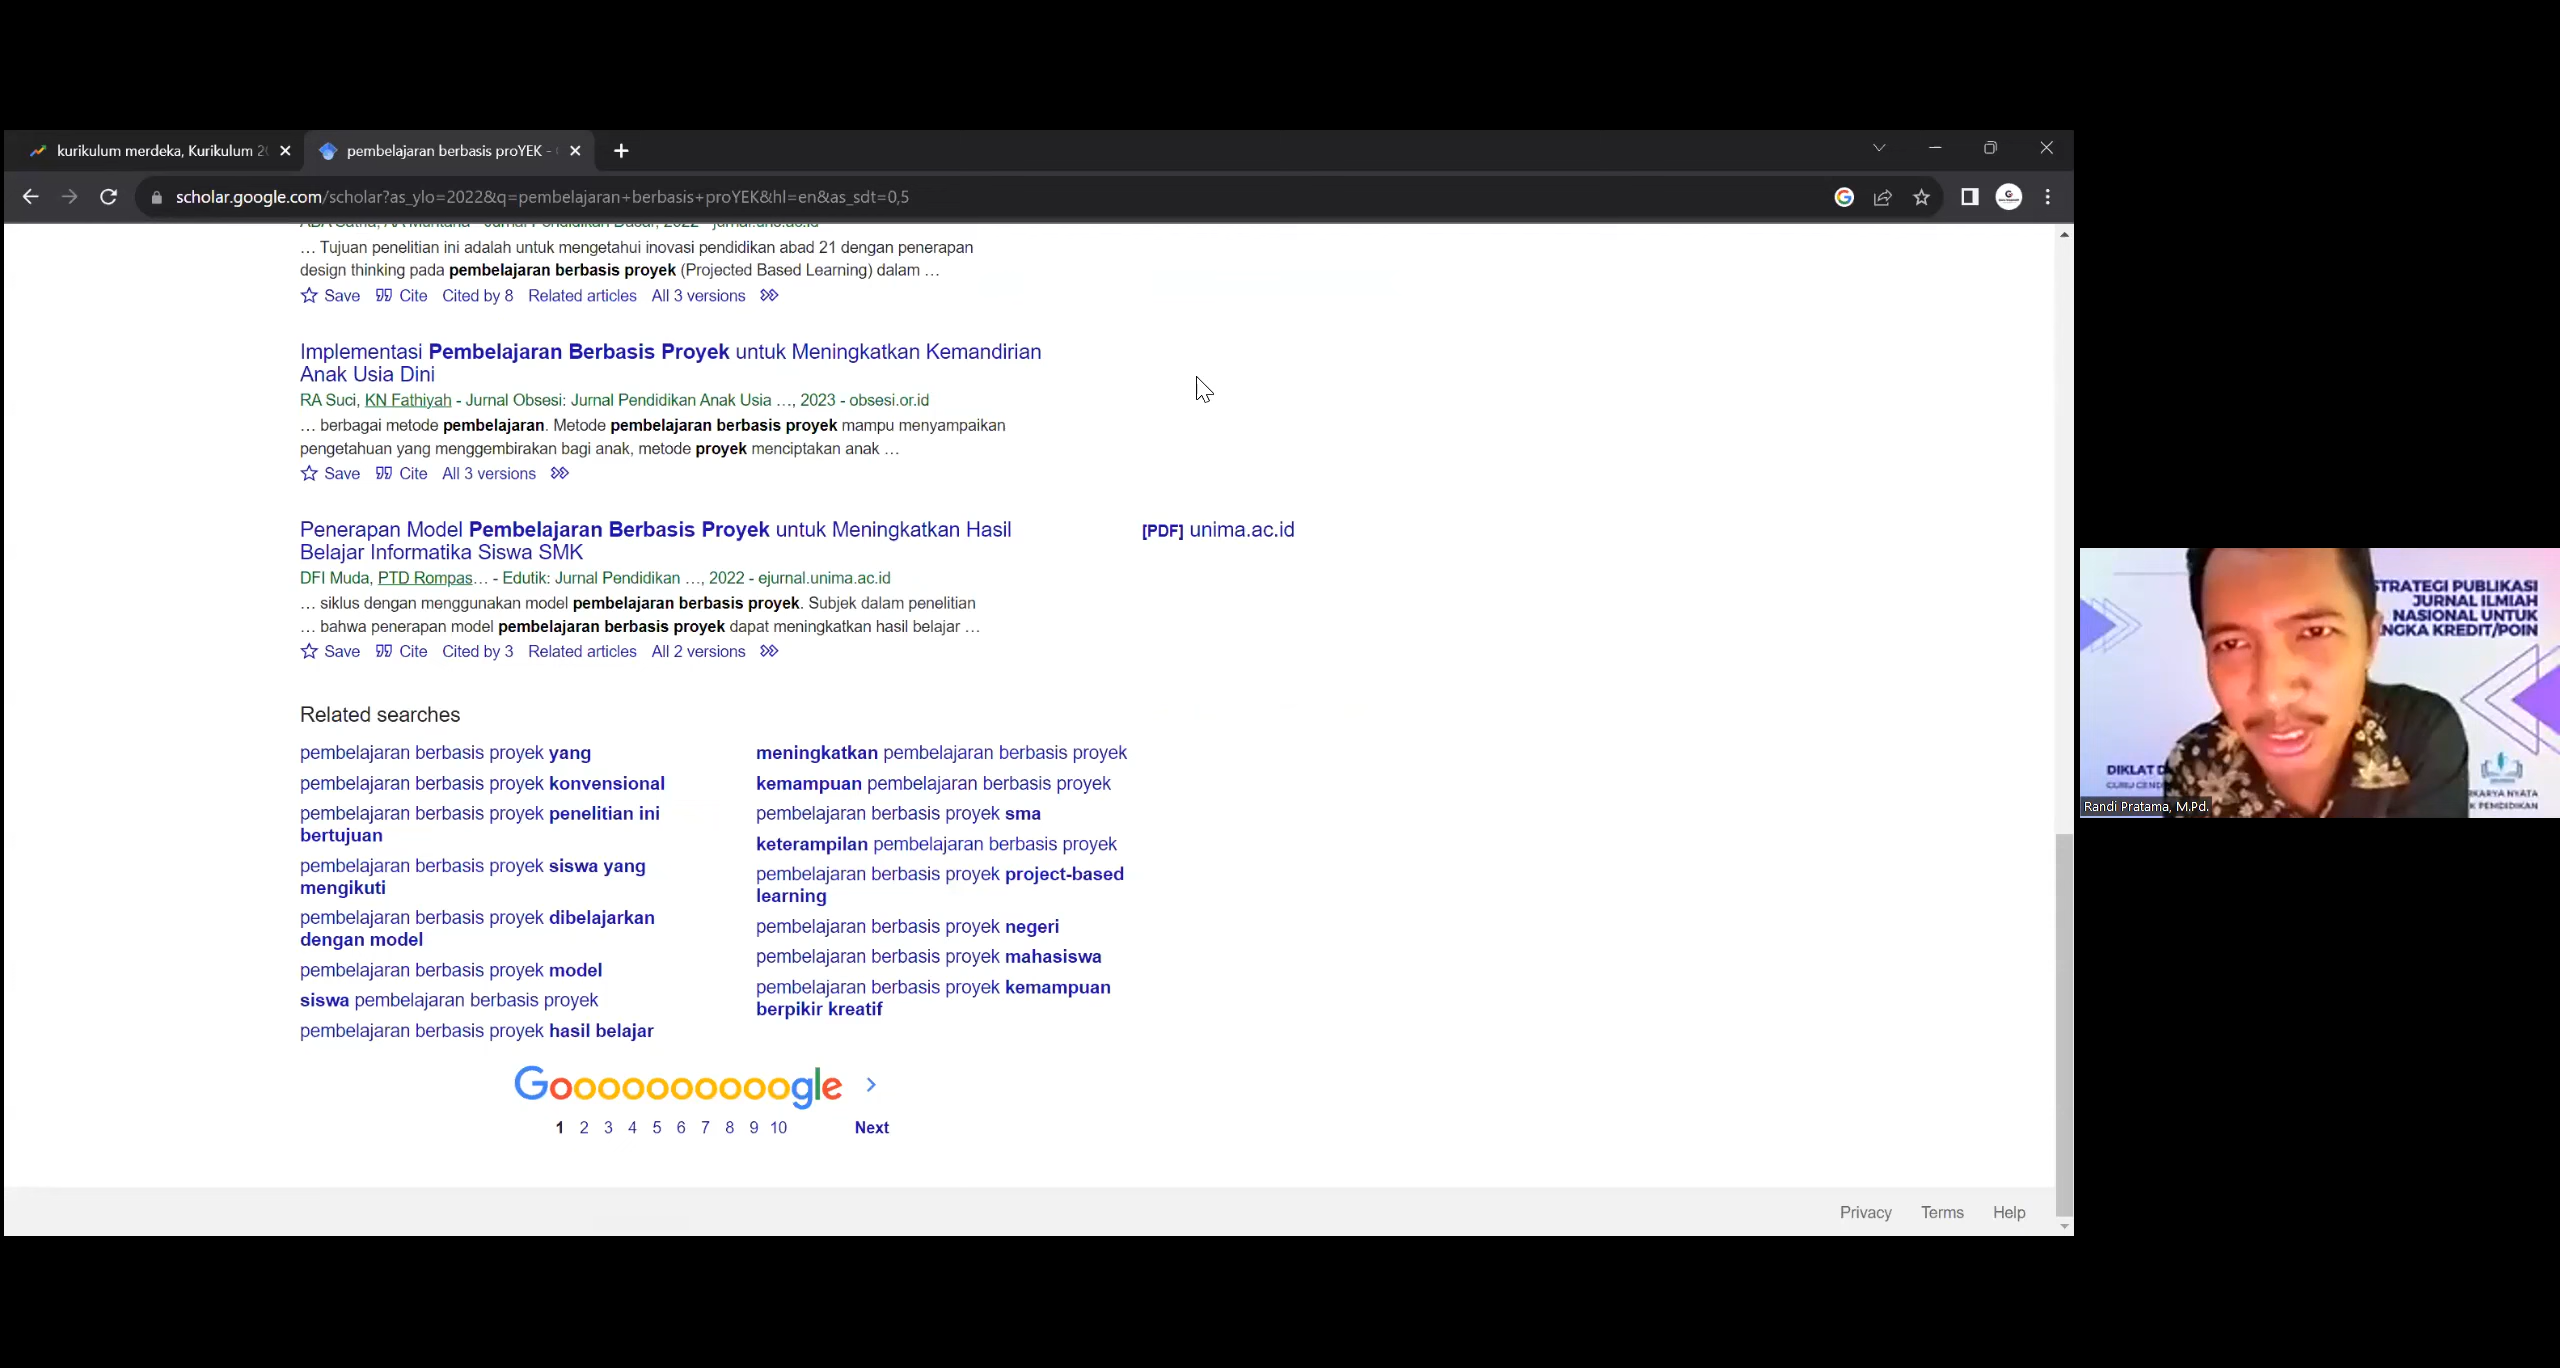 kurikulum merdeka, Kurikulum 2
pembelajaran berbasis proYEK -
scholar.google.com/scholar?as_ylo=2022&q=pembelajaran+berbasis+proYEK&hl=en&as_sdt=0,5
... Tujuan penelitian ini adalah untuk mengetahui inovasi pendidikan abad 21 dengan penerapan
design thinking pada pembelajaran berbasis proyek (Projected Based Learning) dalam ...
Save Cite Cited by 8 Related articles All 3 versions
Implementasi Pembelajaran Berbasis Proyek untuk Meningkatkan Kemandirian
Anak Usia Dini
RA Suci, KN Fathiyah - Jurnal Obsesi: Jurnal Pendidikan Anak Usia ..., 2023 - obsesi.or.id
... berbagai metode pembelajaran. Metode pembelajaran berbasis proyek mampu menyampaikan
pengetahuan yang menggembirakan bagi anak, metode proyek menciptakan anak ...
Save Cite All 3 versions
Penerapan Model Pembelajaran Berbasis Proyek untuk Meningkatkan Hasil
Belajar Informatika Siswa SMK
[PDF] unima.ac.id
DFI Muda, PTD Rompas... - Edutik: Jurnal Pendidikan ..., 2022 - ejurnal.unima.ac.id
... siklus dengan menggunakan model pembelajaran berbasis proyek. Subjek dalam penelitian
... bahwa penerapan model pembelajaran berbasis proyek dapat meningkatkan hasil belajar ...
Save Cite Cited by 3 Related articles All 2 versions
Related searches
pembelajaran berbasis proyek yang
pembelajaran berbasis proyek konvensional
pembelajaran berbasis proyek penelitian ini
bertujuan
pembelajaran berbasis proyek siswa yang
mengikuti
pembelajaran berbasis proyek dibelajarkan
dengan model
pembelajaran berbasis proyek model
siswa pembelajaran berbasis proyek
pembelajaran berbasis proyek hasil belajar
meningkatkan pembelajaran berbasis proyek
kemampuan pembelajaran berbasis proyek
pembelajaran berbasis proyek sma
keterampilan pembelajaran berbasis proyek
pembelajaran berbasis proyek project-based
learning
pembelajaran berbasis proyek negeri
pembelajaran berbasis proyek mahasiswa
pembelajaran berbasis proyek kemampuan
berpikir kreatif
Goooooooooogle
1 2 3 4 5 6 7 8 9 10 Next
Privacy Terms Help
TRATEGI PUBLIKASI
JURNAL ILMIAH
NASIONAL UNTUK
NGKA KREDIT/POIN
DIKLAT D
KARYA NYATA
K PENDIDIKAN
Randi Pratama, M.Pd.